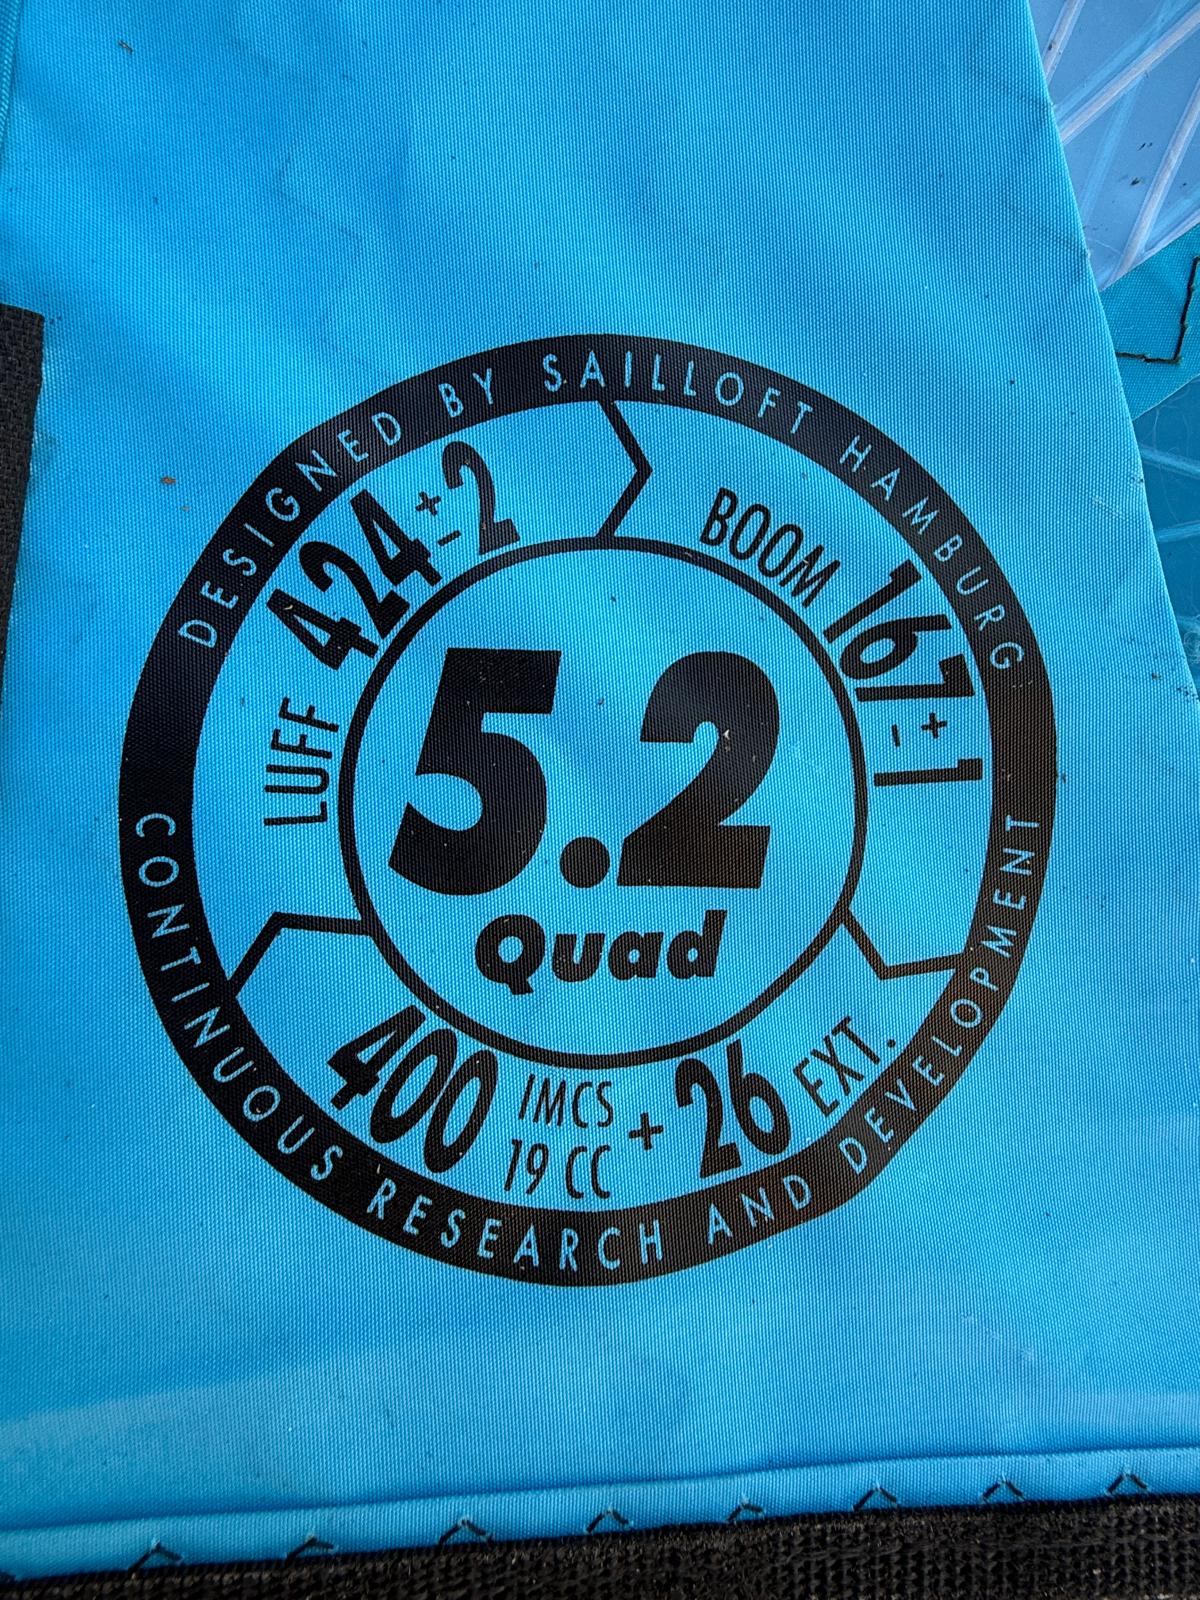 DESIGNED BY SAILLOFT HAMBURG
LUFF 424±2
BOOM 167±1
5.2
Quad
400 IMCS 19 CC + 26 EXT.
CONTINUOUS RESEARCH AND DEVELOPMENT